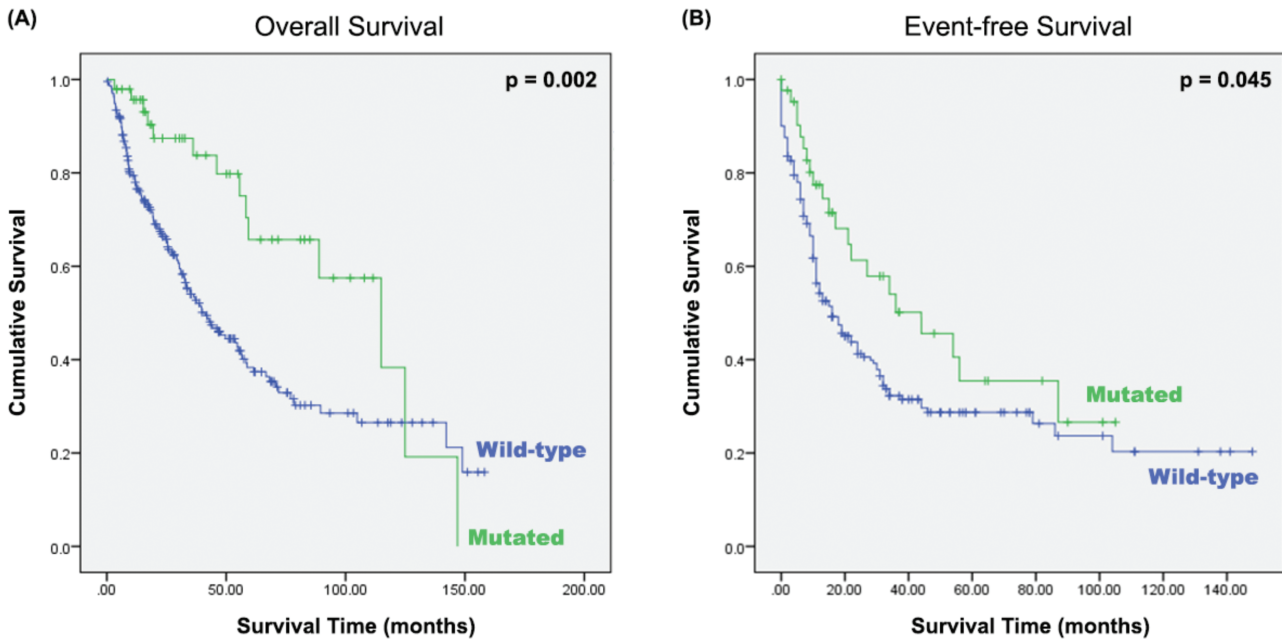 (A)
Overall Survival
p = 0.002
Cumulative Survival
1.0
0.8
0.6
0.4
0.2
0.0
Wild-type
Mutated
.00
50.00
100.00
150.00
200.00
Survival Time (months)
(B)
Event-free Survival
p = 0.045
Cumulative Survival
1.0
0.8
0.6
0.4
0.2
0.0
Mutated
Wild-type
.00
20.00
40.00
60.00
80.00
100.00
120.00
140.00
Survival Time (months)